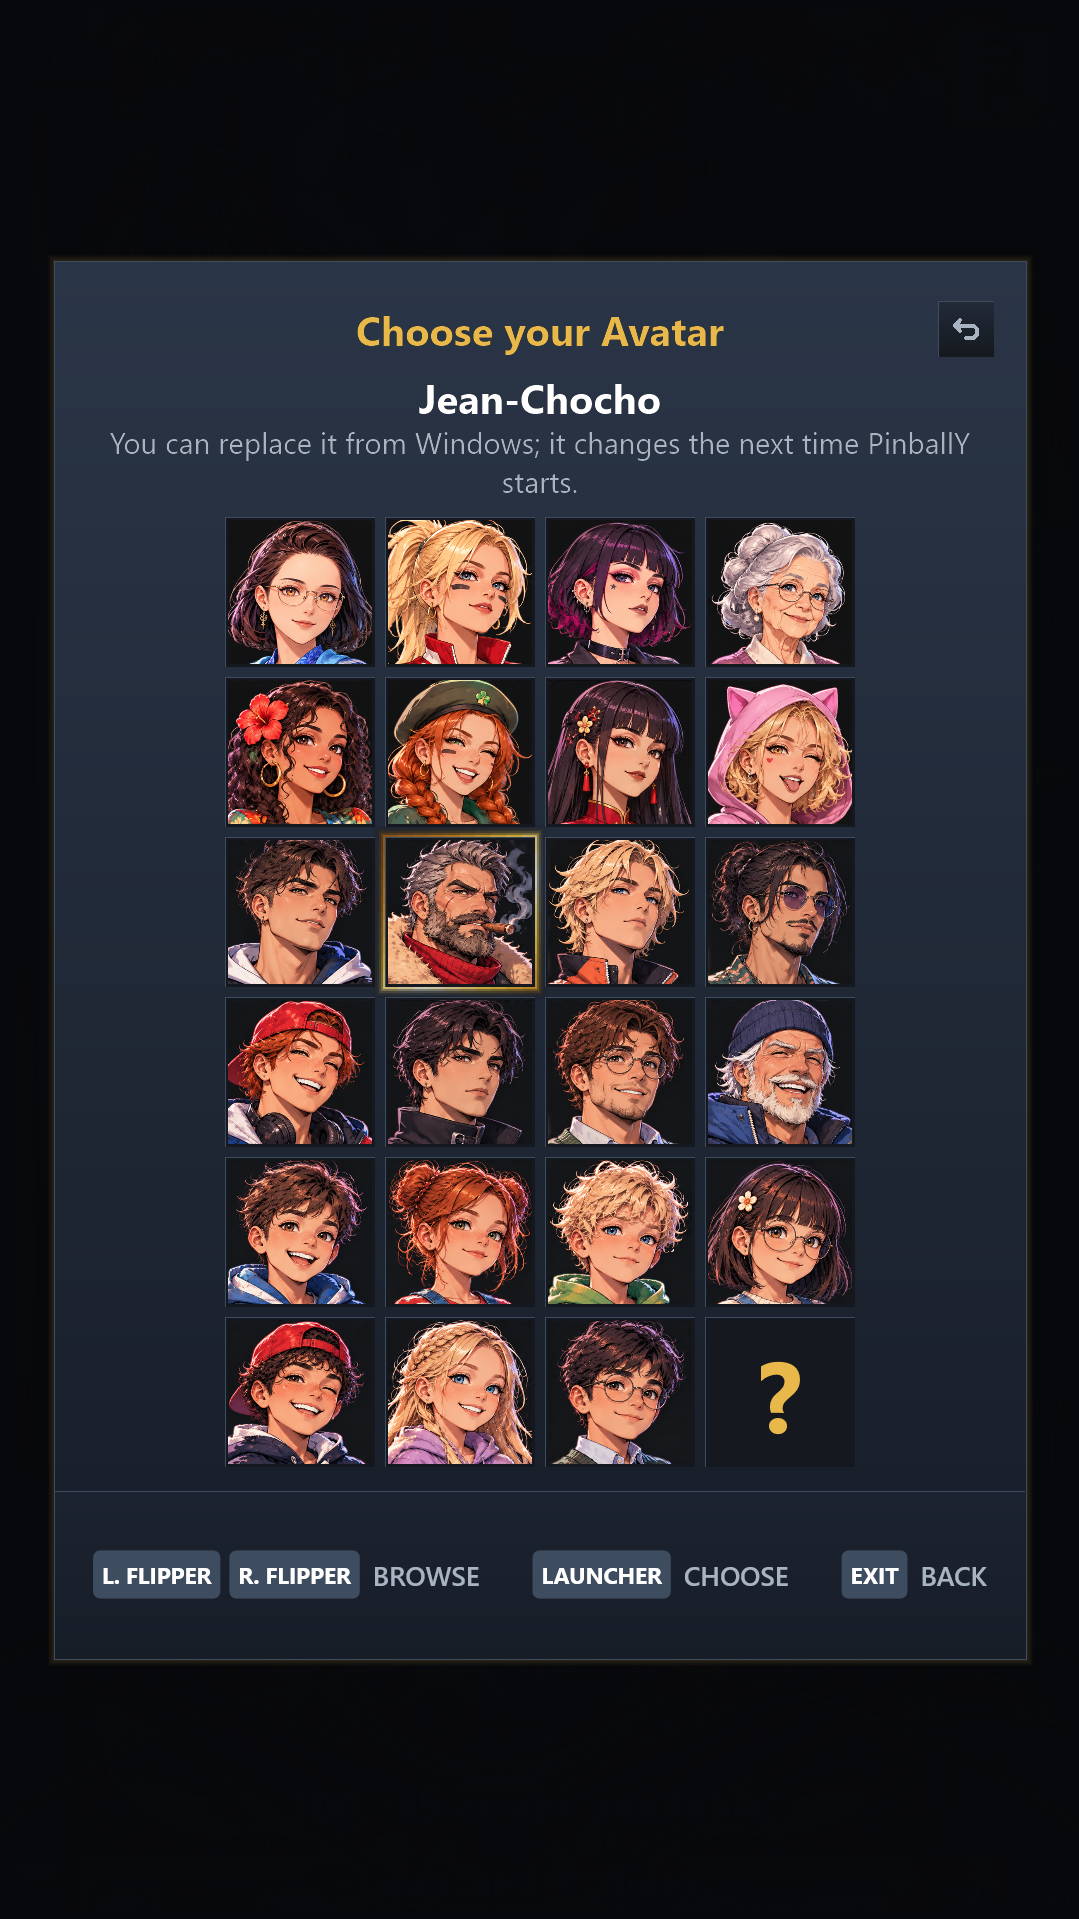 Choose your Avatar
Jean-Chocho
You can replace it from Windows; it changes the next time PinballY
starts.
?
L. FLIPPER R. FLIPPER BROWSE LAUNCHER CHOOSE EXIT BACK